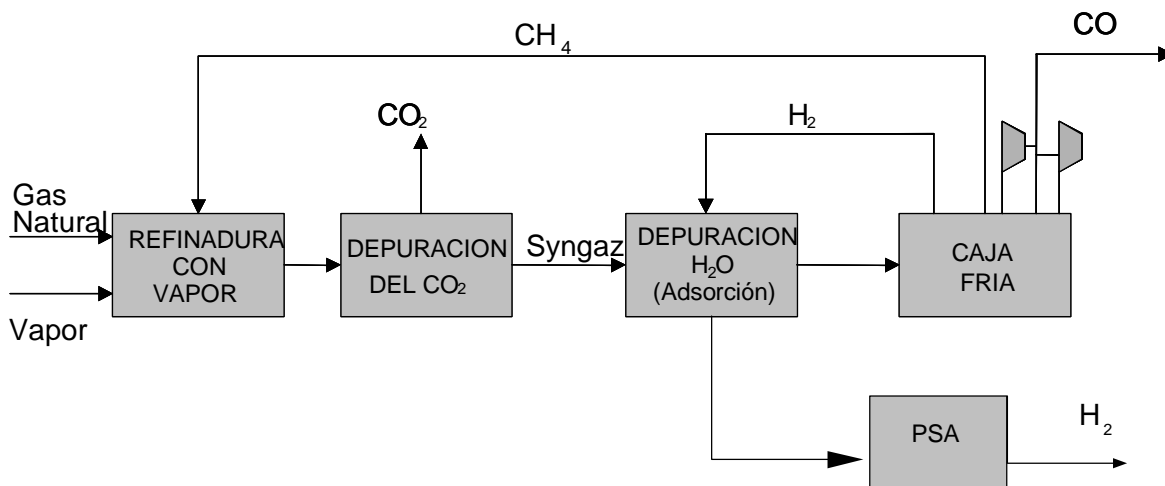 CO
CH4
CO2
H2
Gas
Natural
REFINADURA
CON
VAPOR
DEPURACION
DEL CO2
Syngaz
DEPURACION
H2O
(Adsorción)
CAJA
FRIA
Vapor
PSA
H2